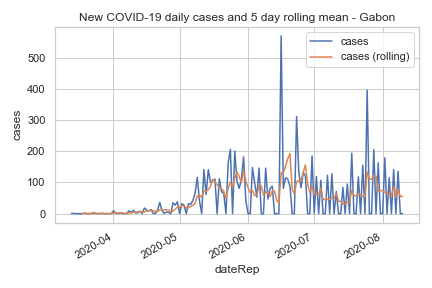 New COVID-19 daily cases and 5 day rolling mean - Gabon
cases
cases (rolling)
600
500
400
300
200
100
0
cases
2020-04
2020-05
2020-06
2020-07
2020-08
dateRep